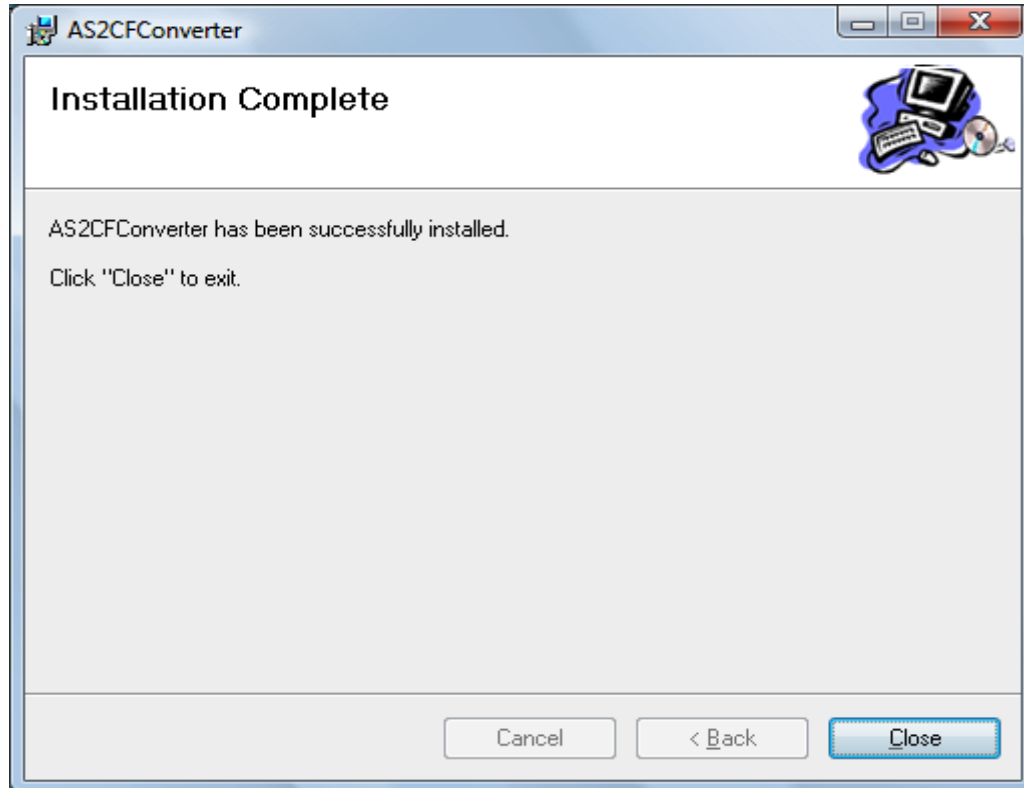 AS2CFConverter
Installation Complete
AS2CFConverter has been successfully installed.
Click "Close" to exit.
Cancel
< Back
Close